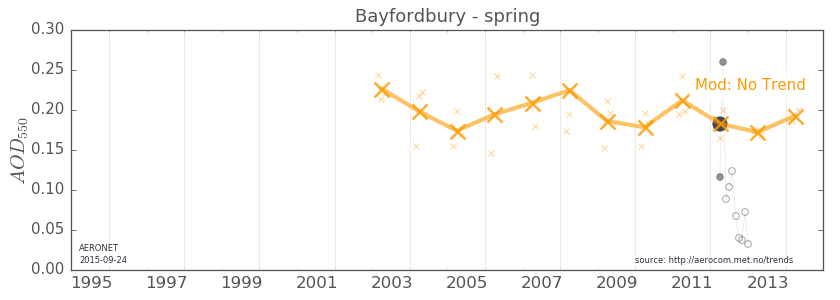 Bayfordbury - spring
0.30
0.25
Mod: No Trend
0.20
0.15
AOD550
0.10
0.05
AERONET
2015-09-24
source: http://aerocom.met.no/trends
0.00
1995 1997 1999 2001 2003 2005 2007 2009 2011 2013